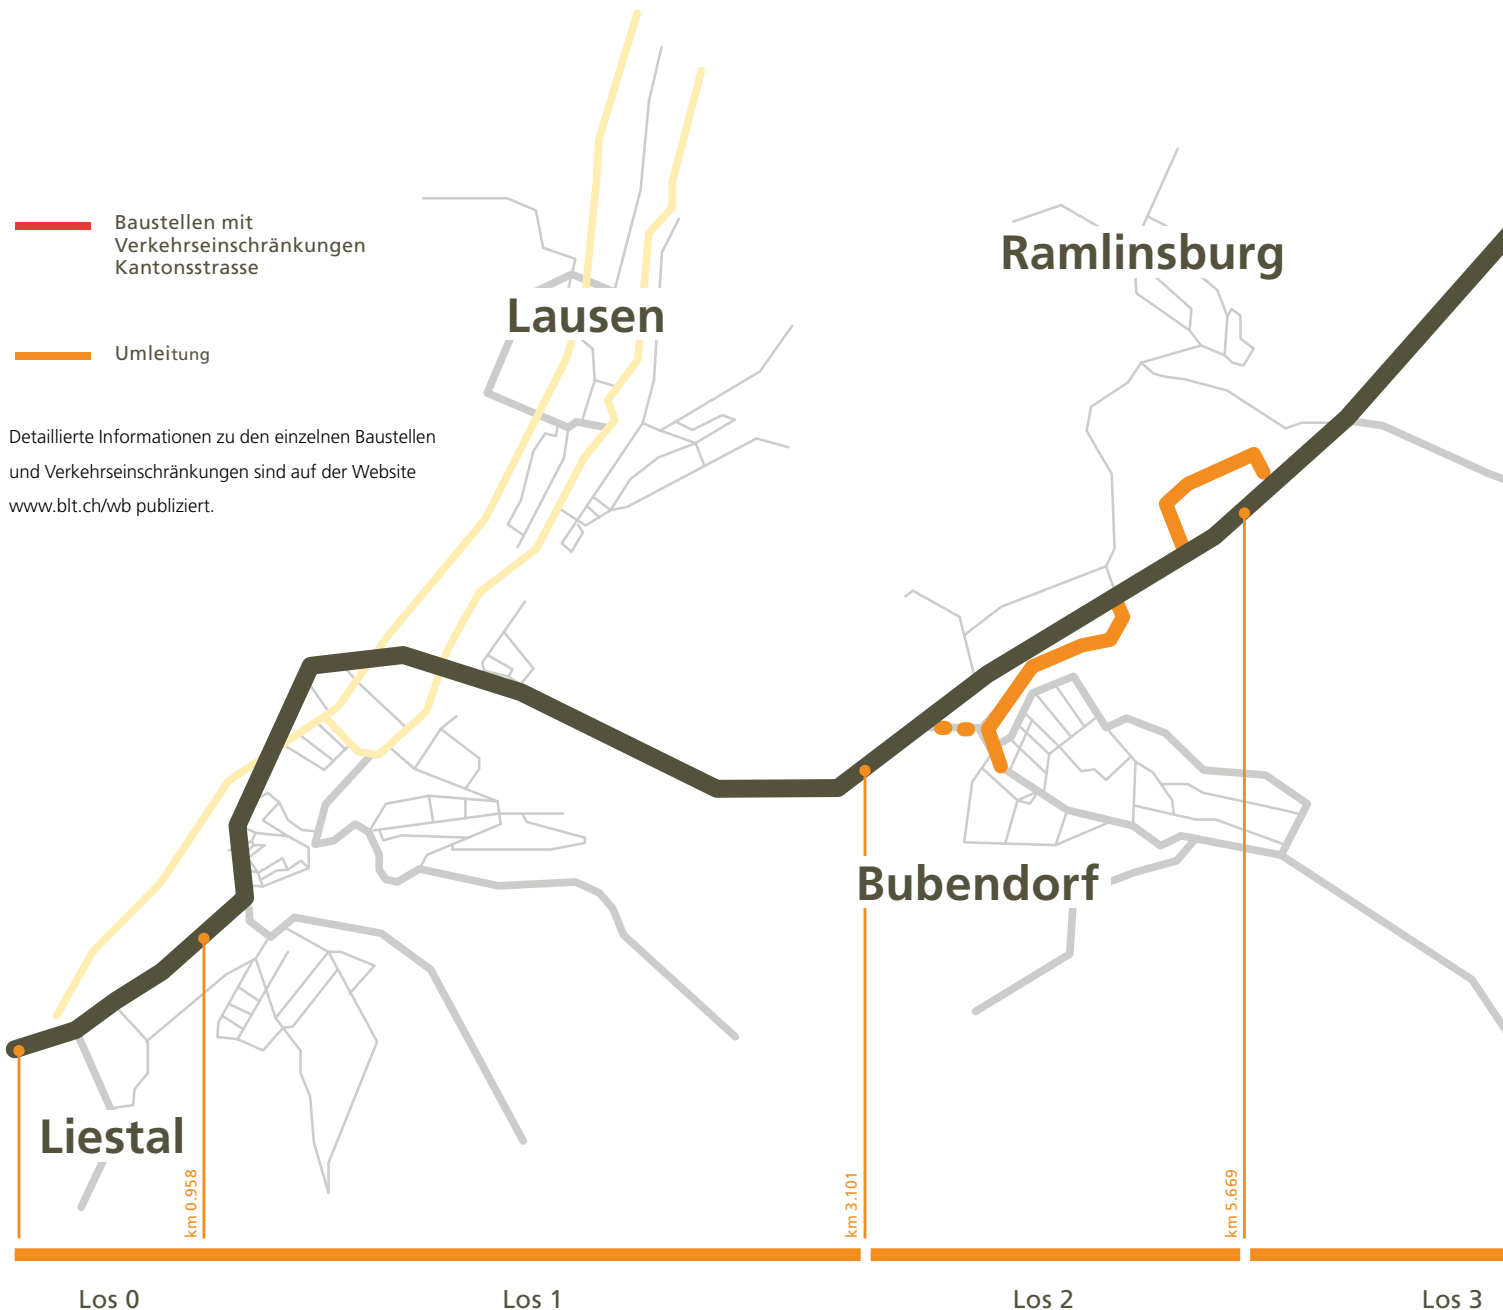 Baustellen mit
Verkehrseinschränkungen
Kantonsstrasse
Umleitung
Detaillierte Informationen zu den einzelnen Baustellen
und Verkehrseinschränkungen sind auf der Website
www.blt.ch/wb publiziert.
Lausen
Ramlinsburg
Bubendorf
Liestal
km 0.958
km 3.101
km 5.669
Los 0
Los 1
Los 2
Los 3